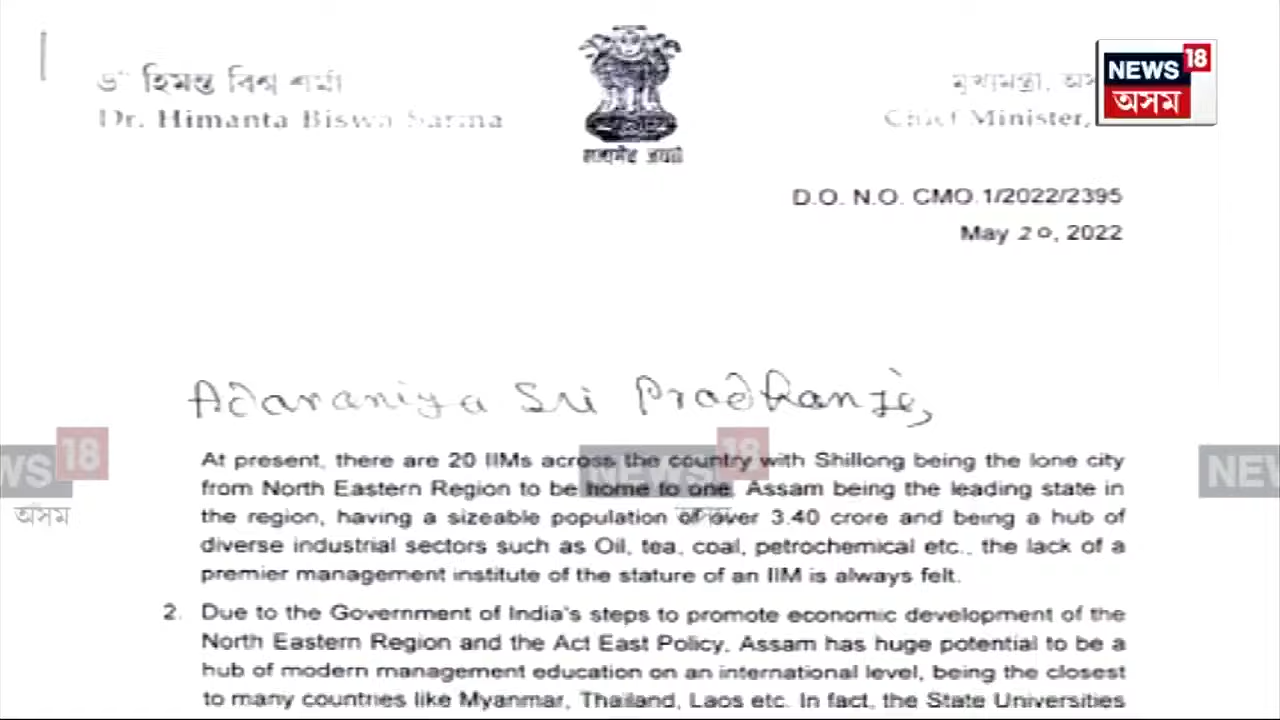 ড° হিমন্ত বিশ্ব শৰ্মা
Dr. Himanta Biswa Sarma
सत्यमेव जयते
মুখ্যমন্ত্ৰী,
Chief Minister,
NEWS 18
অসম
D.O. N.O. CMO.1/2022/2395
May 20, 2022
Adaraniya Sri Pradhanji,
At present, there are 20 IIMs across the country with Shillong being the lone city
from North Eastern Region to be home to one. Assam being the leading state in
the region, having a sizeable population of over 3.40 crore and being a hub of
diverse industrial sectors such as Oil, tea, coal, petrochemical etc., the lack of a
premier management institute of the stature of an IIM is always felt.
2. Due to the Government of India's steps to promote economic development of the
North Eastern Region and the Act East Policy, Assam has huge potential to be a
hub of modern management education on an international level, being the closest
to many countries like Myanmar, Thailand, Laos etc. In fact, the State Universities